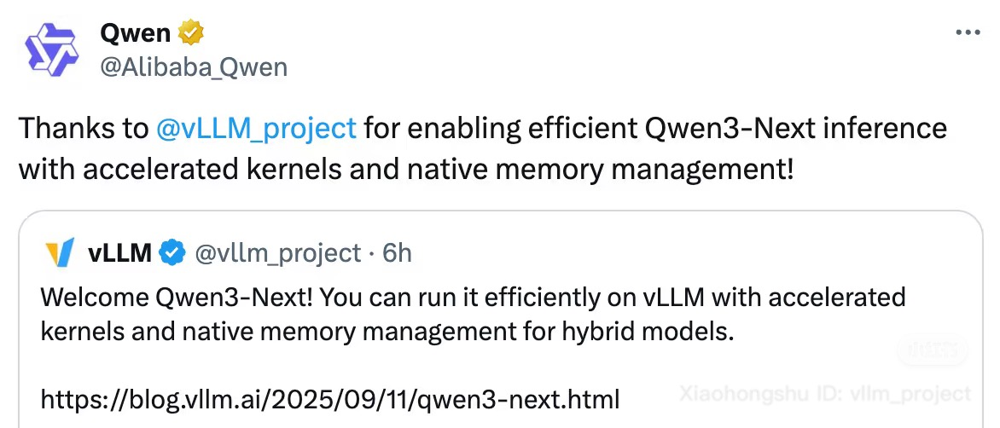 Qwen
@Alibaba_Qwen
Thanks to @vLLM_project for enabling efficient Qwen3-Next inference
with accelerated kernels and native memory management!
vLLM @vllm_project · 6h
Welcome Qwen3-Next! You can run it efficiently on vLLM with accelerated
kernels and native memory management for hybrid models.
https://blog.vllm.ai/2025/09/11/qwen3-next.html
Xiaohongshu ID: vllm_project